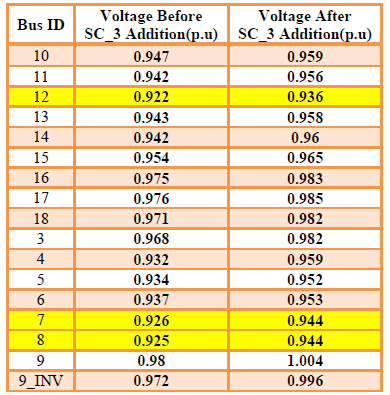 Bus ID Voltage Before SC_3 Addition(p.u) Voltage After SC_3 Addition(p.u)
10 0.947 0.959
11 0.942 0.956
12 0.922 0.936
13 0.943 0.958
14 0.942 0.96
15 0.954 0.965
16 0.975 0.983
17 0.976 0.985
18 0.971 0.982
3 0.968 0.982
4 0.932 0.959
5 0.934 0.952
6 0.937 0.953
7 0.926 0.944
8 0.925 0.944
9 0.98 1.004
9_INV 0.972 0.996